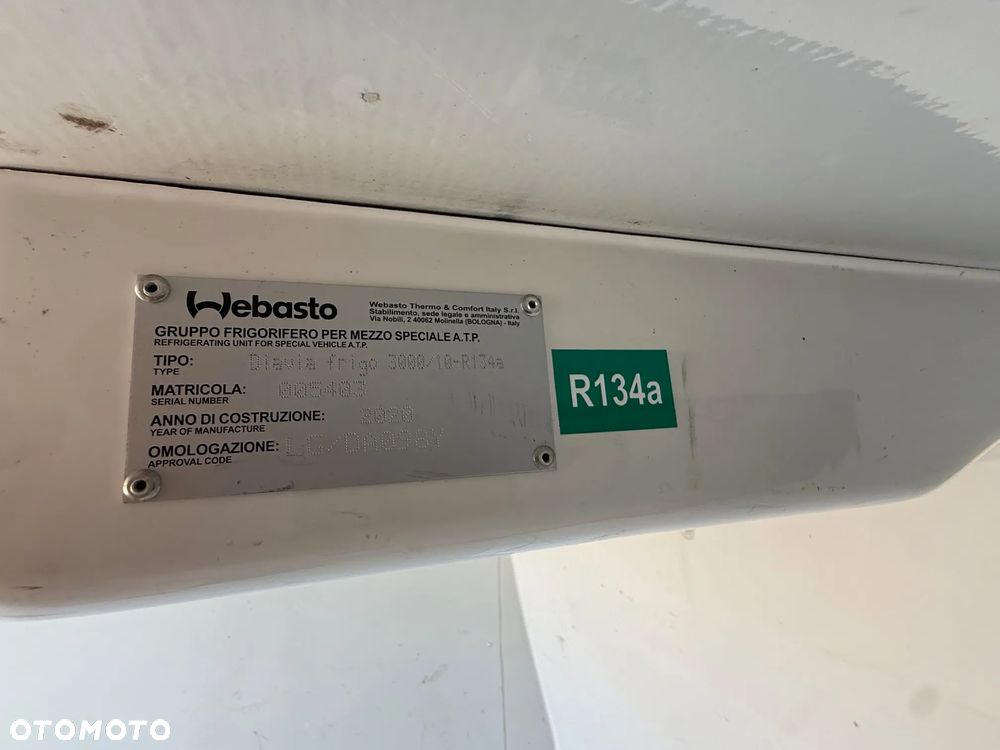 Webasto
Webasto Thermo & Comfort Italy S.r.l.
Stabilimento, sede legale e amministrativa
Via Nobili, 2 40062 Molinella (BOLOGNA) - Italy
GRUPPO FRIGORIFERO PER MEZZO SPECIALE A.T.P.
REFRIGERATING UNIT FOR SPECIAL VEHICLE A.T.P.
TIPO: Diavia frigo 3000/10-R134a
TYPE
MATRICOLA: 005403
SERIAL NUMBER
ANNO DI COSTRUZIONE: 2020
YEAR OF MANUFACTURE
OMOLOGAZIONE:
APPROVAL CODE
R134a
OTOMOTO